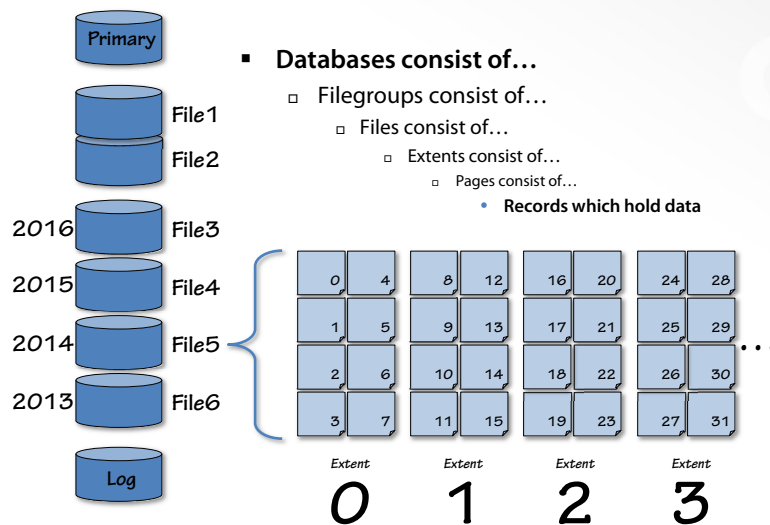 Primary
File1
File2
2016 File3
2015 File4
2014 File5
2013 File6
Log
▪ Databases consist of…
▫ Filegroups consist of…
▫ Files consist of…
▫ Extents consist of…
▫ Pages consist of…
• Records which hold data
0 4 8 12 16 20 24 28
1 5 9 13 17 21 25 29
2 6 10 14 18 22 26 30
3 7 11 15 19 23 27 31
...
Extent Extent Extent Extent
0 1 2 3